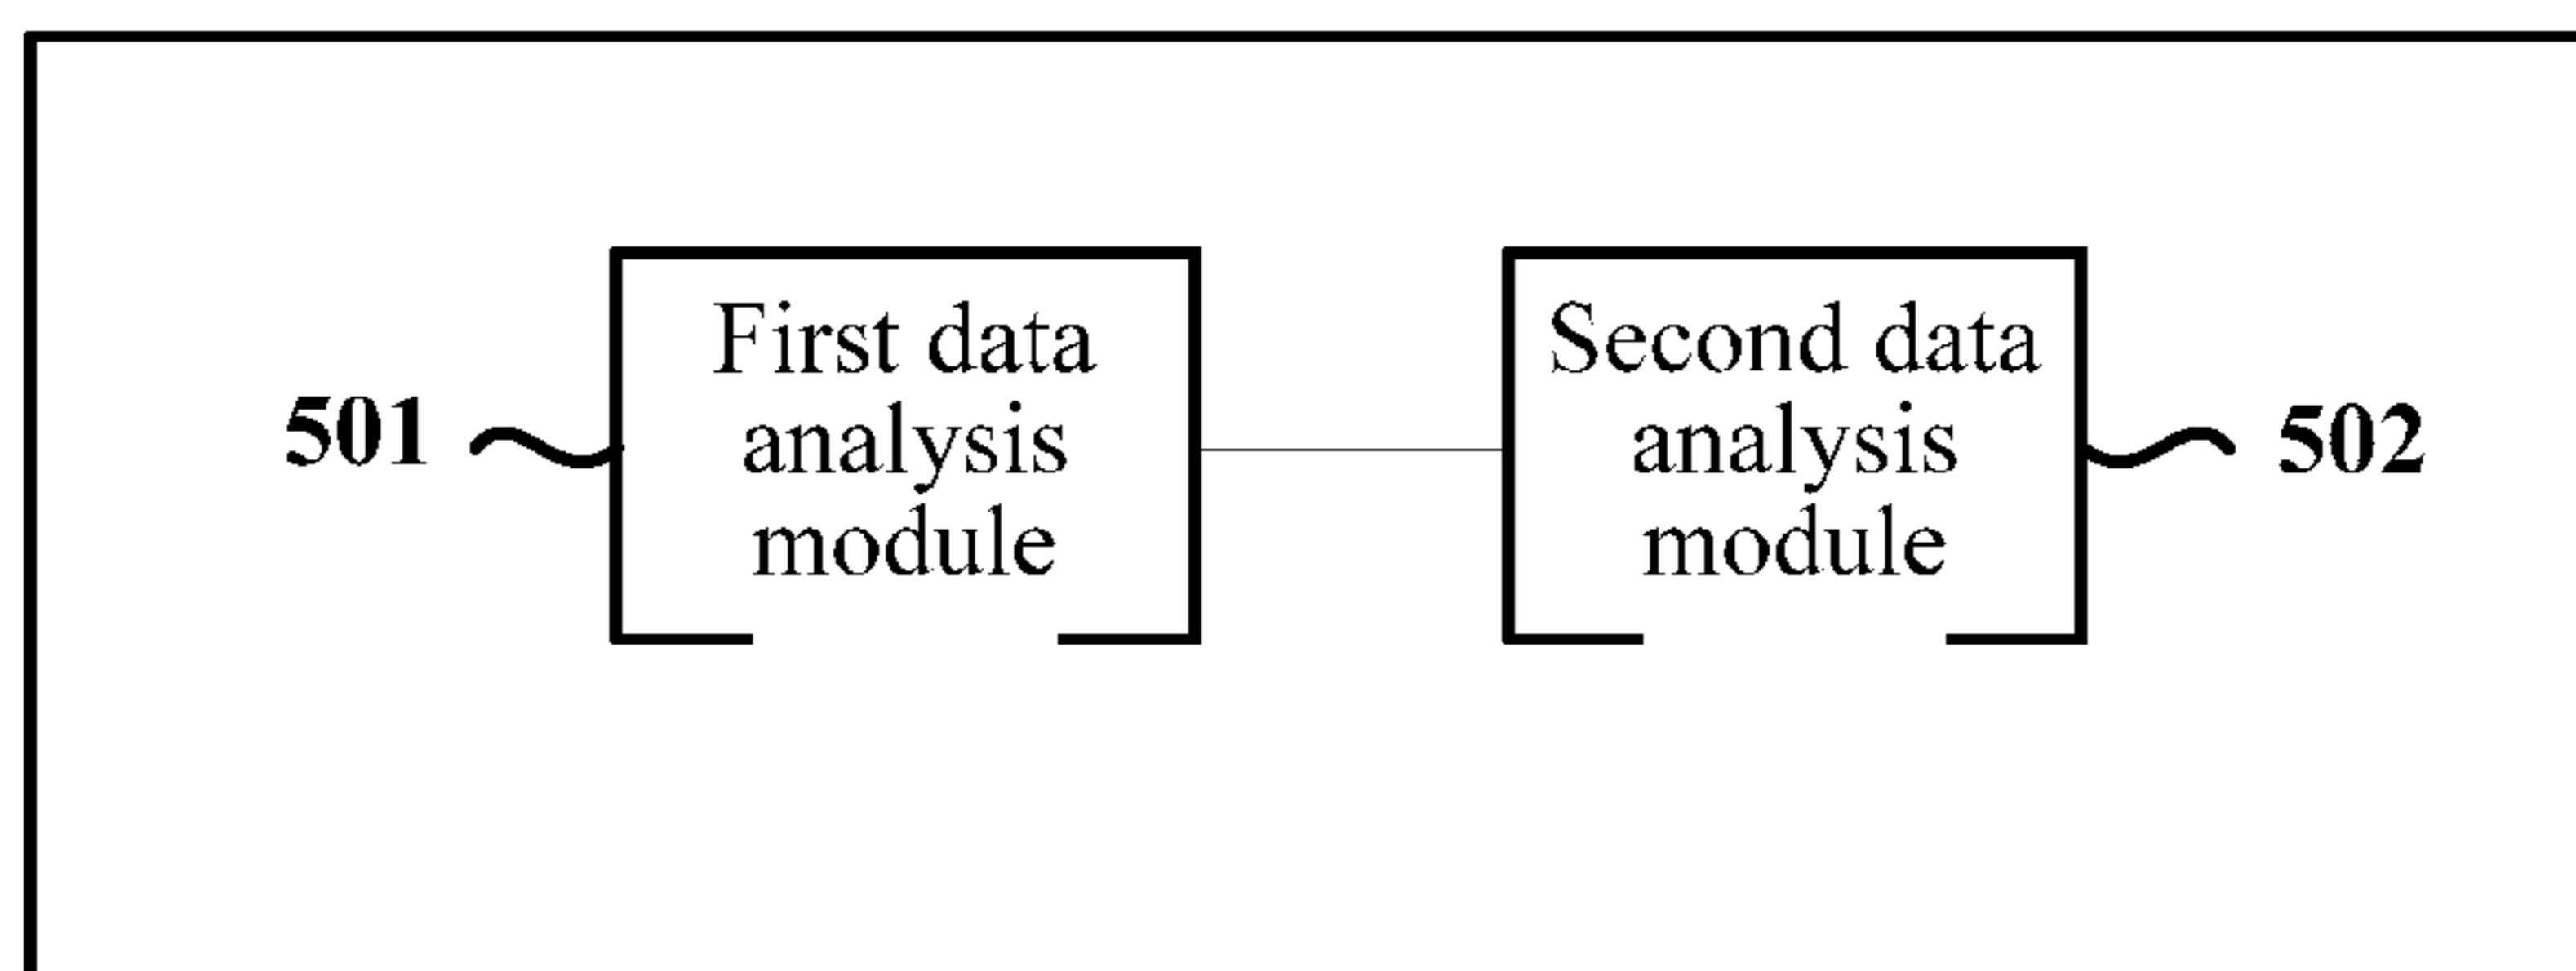 First data
analysis
module
Second data
analysis
module
501
502